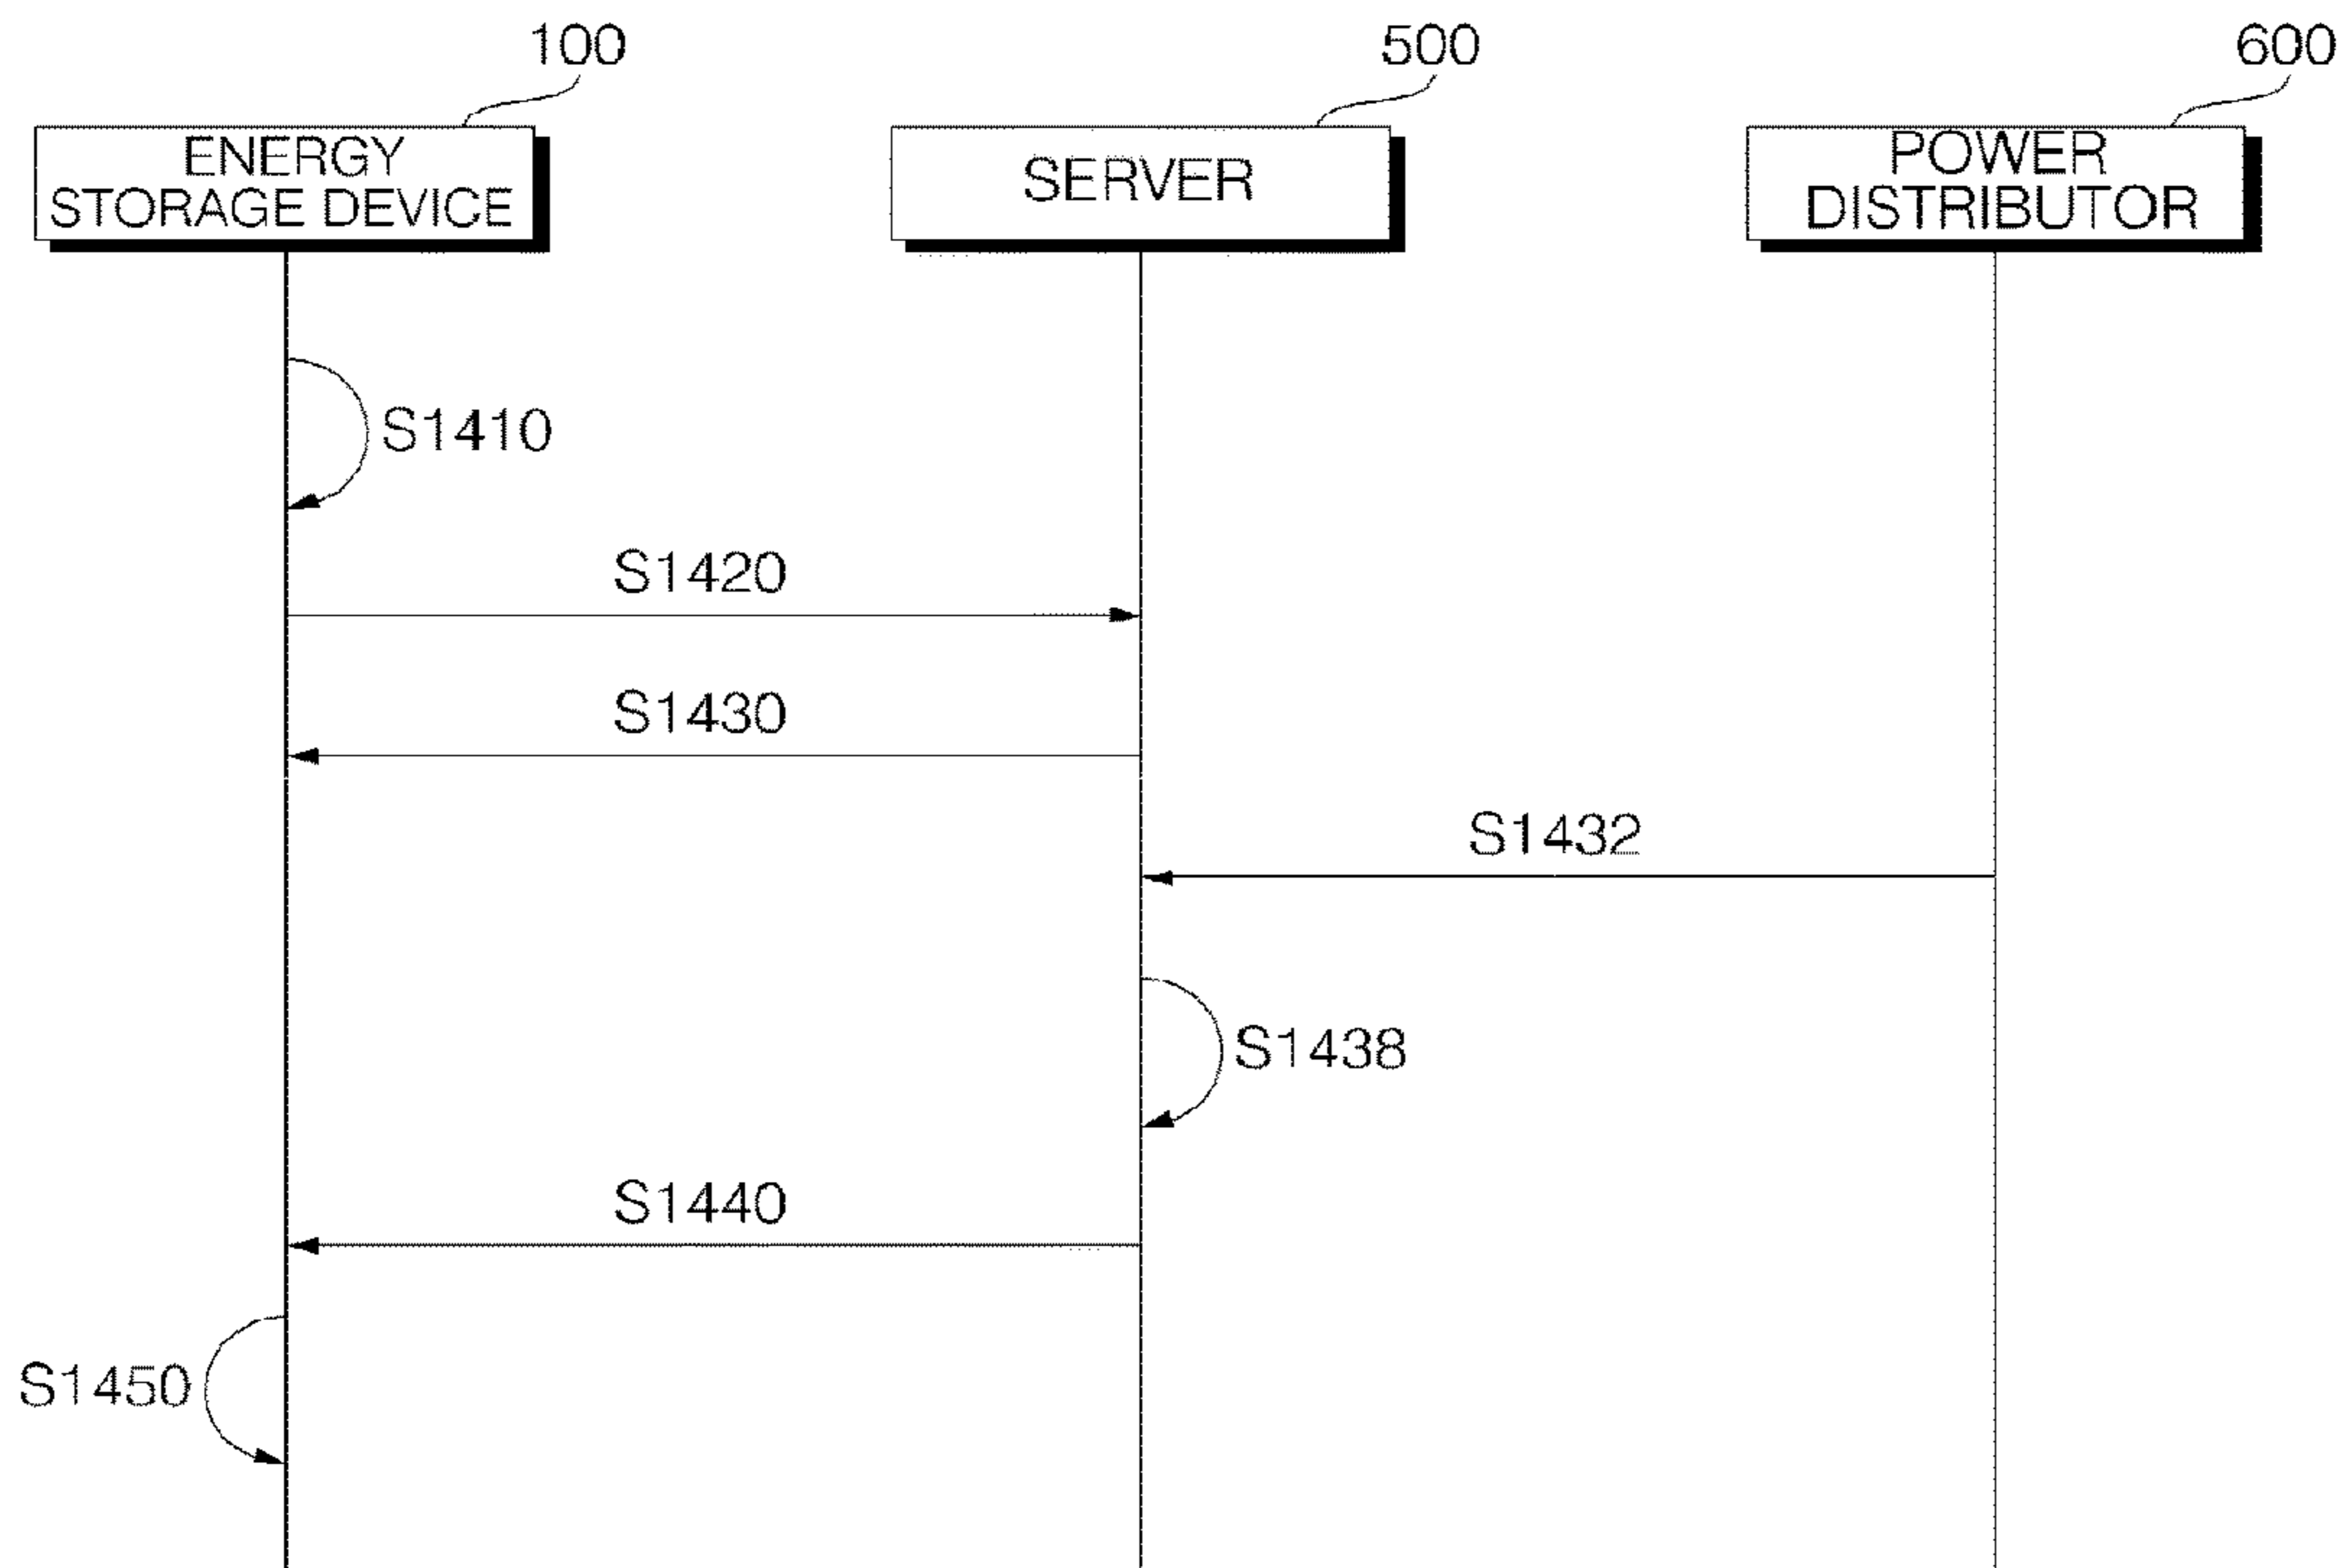 100
500
600
ENERGY
STORAGE DEVICE
SERVER
POWER
DISTRIBUTOR
S1410
S1420
S1430
S1432
S1438
S1440
S1450